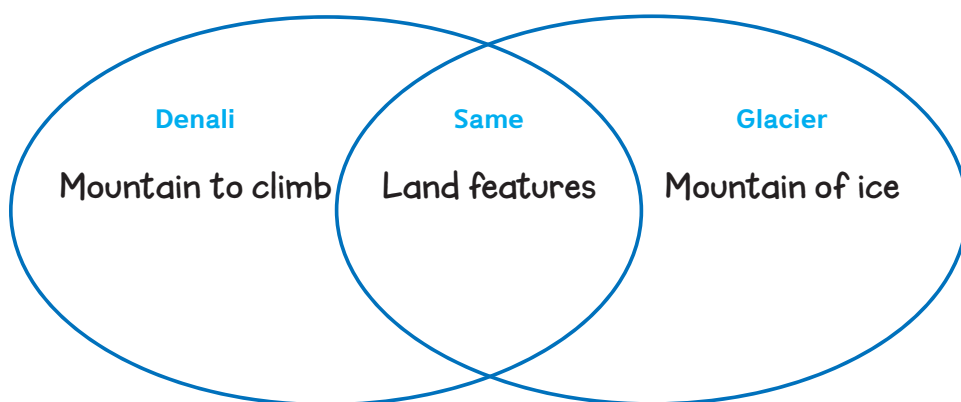 Denali
Mountain to climb
Same
Land features
Glacier
Mountain of ice